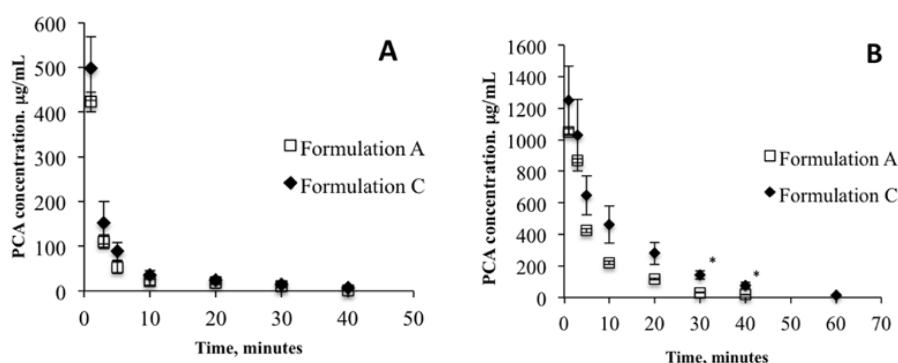 A
PCA concentration. µg/mL
600
500
400
300
200
100
0
Formulation A
Formulation C
0 10 20 30 40 50
Time, minutes
B
PCA concentration. µg/mL
1600
1400
1200
1000
800
600
400
200
0
Formulation A
Formulation C
*
*
0 10 20 30 40 50 60 70
Time, minutes